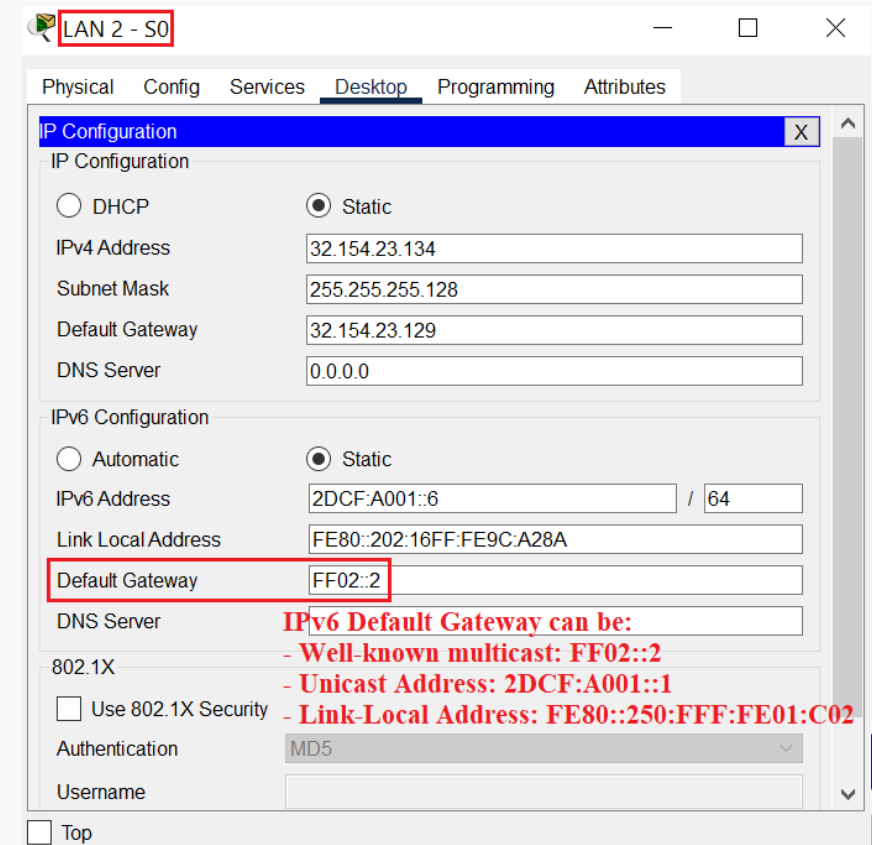 LAN 2 - S0
Physical Config Services Desktop Programming Attributes
IP Configuration X
IP Configuration
DHCP Static
IPv4 Address 32.154.23.134
Subnet Mask 255.255.255.128
Default Gateway 32.154.23.129
DNS Server 0.0.0.0
IPv6 Configuration
Automatic Static
IPv6 Address 2DCF:A001::6 / 64
Link Local Address FE80::202:16FF:FE9C:A28A
Default Gateway FF02::2
DNS Server
IPv6 Default Gateway can be:
- Well-known multicast: FF02::2
- Unicast Address: 2DCF:A001::1
- Link-Local Address: FE80::250:FFF:FE01:C02
802.1X
Use 802.1X Security
Authentication MD5
Username
Top